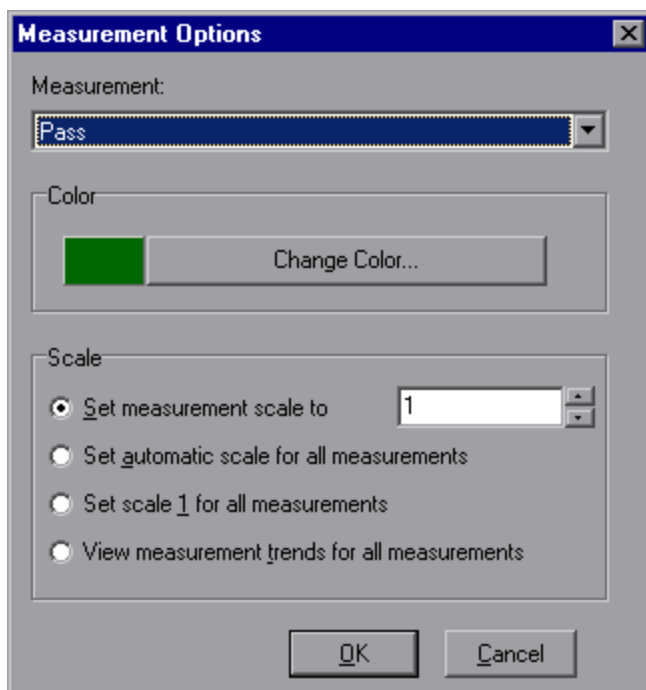 Measurement Options
Measurement:
Pass
Color
Change Color...
Scale
Set measurement scale to 1
Set automatic scale for all measurements
Set scale 1 for all measurements
View measurement trends for all measurements
OK Cancel